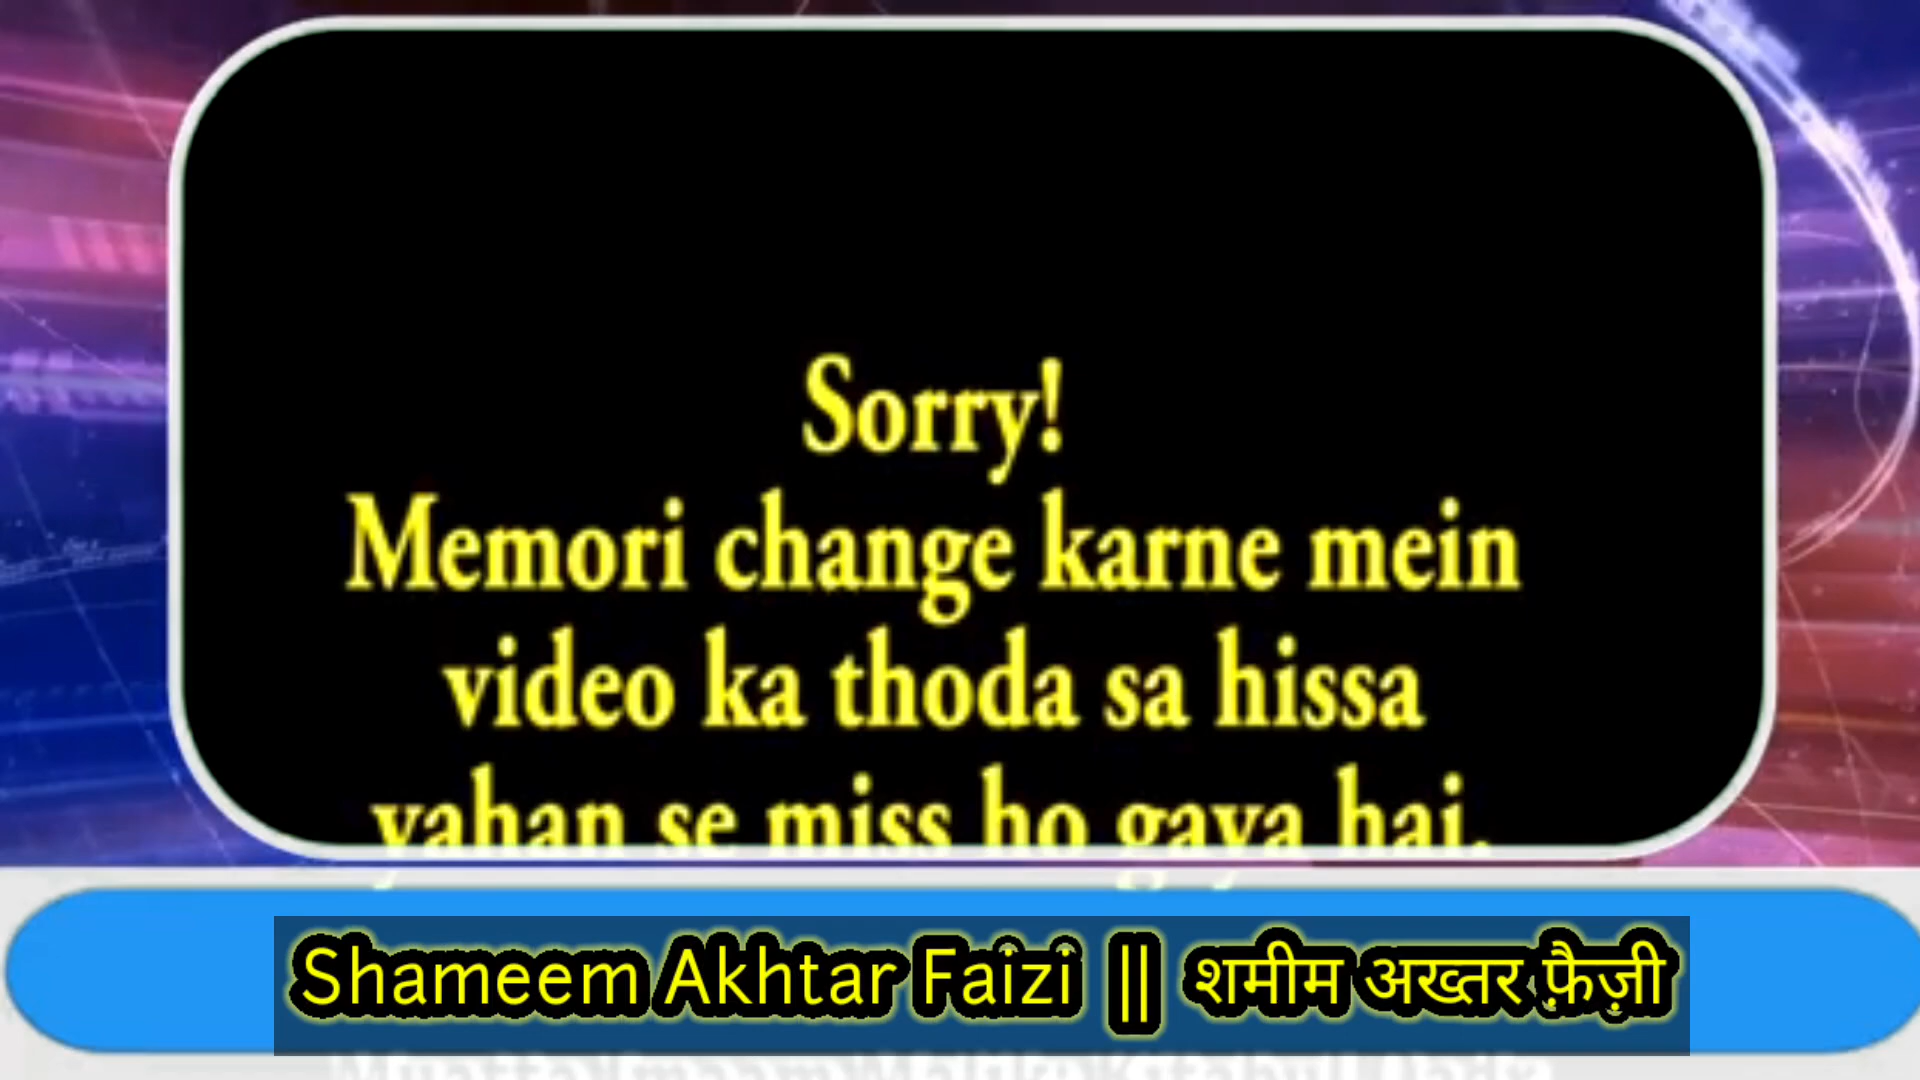 Sorry!
Memori change karne mein
video ka thoda sa hissa
yahan se miss ho gaya hai.
Shameem Akhtar Faizi || शमीम अख्तर फ़ैज़ी